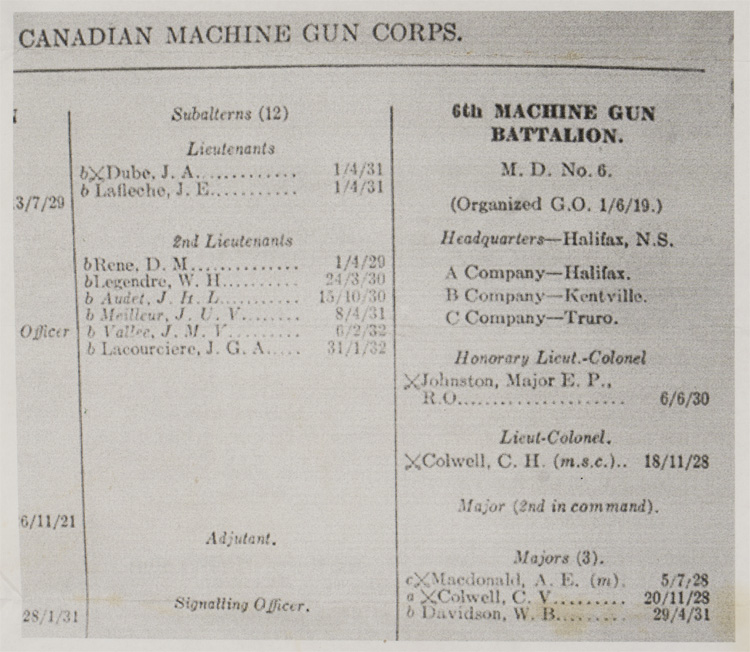 CANADIAN MACHINE GUN CORPS.
3/7/29
Officer
6/11/21
28/1/31
Subalterns (12)
Lieutenants
b╳Dube, J. A............. 1/4/31
b Lafleche, J. E.......... 1/4/31
2nd Lieutenants
bRene, D. M............. 1/4/29
bLegendre, W. H......... 24/3/30
b Audet, J. H. L......... 15/10/30
b Meilleur, J. U. V....... 8/4/31
b Vallee, J. M. V........ 6/2/32
b Lacourciere, J. G. A..... 31/1/32
Adjutant.
Signalling Officer.
6th MACHINE GUN
BATTALION.
M. D. No. 6.
(Organized G.O. 1/6/19.)
Headquarters—Halifax, N.S.
A Company—Halifax.
B Company—Kentville.
C Company—Truro.
Honorary Lieut.-Colonel
╳Johnston, Major E. P.,
R.O..................... 6/6/30
Lieut-Colonel.
╳Colwell, C. H. (m.s.c.).. 18/11/28
Major (2nd in command).
Majors (3).
c╳Macdonald, A. E. (m). 5/7/28
a ╳Colwell, C. V......... 20/11/28
b Davidson, W. B......... 29/4/31